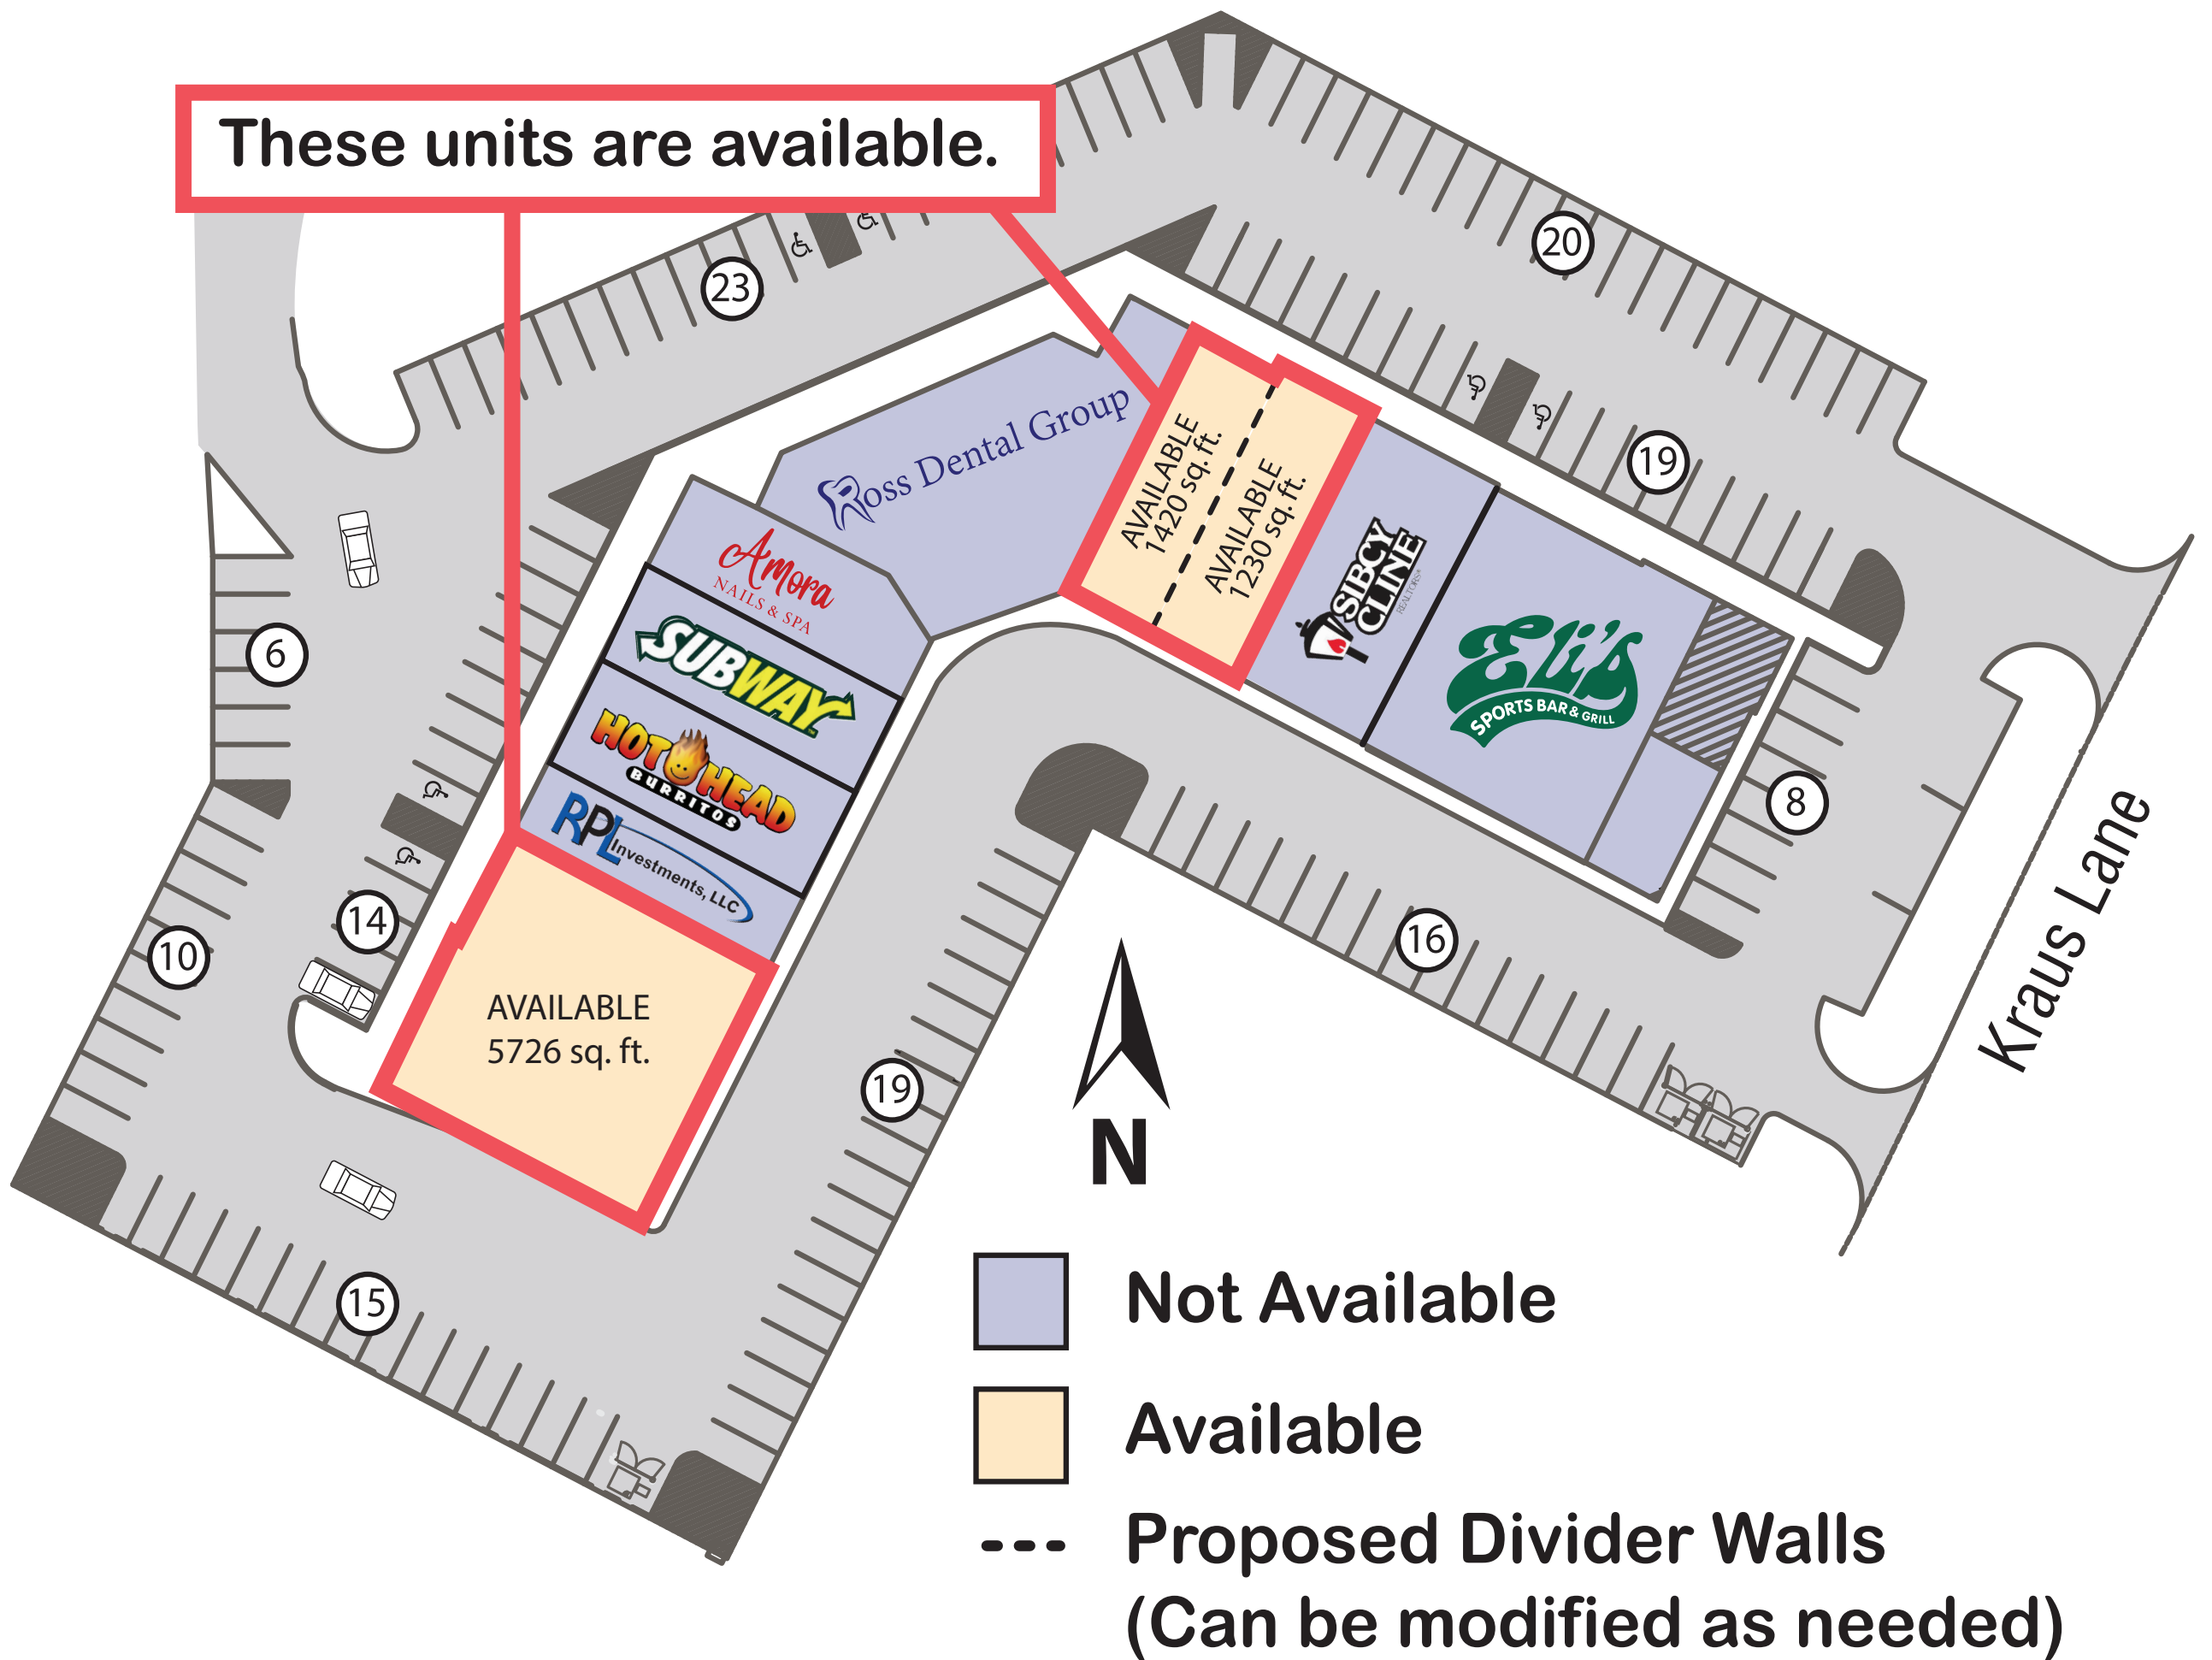 These units are available.
20
23
19
Ross Dental Group
AVAILABLE
1420 sq. ft.
AVAILABLE
1230 sq. ft.
SIBCY
CLINE
REALTORS®
Amora
NAILS & SPA
SUBWAY
HOT HEAD
BURRITOS
RPL
Investments, LLC
Eli's
SPORTS BAR & GRILL
6
8
14
10
16
AVAILABLE
5726 sq. ft.
19
15
Kraus Lane
N
Not Available
Available
Proposed Divider Walls
(Can be modified as needed)